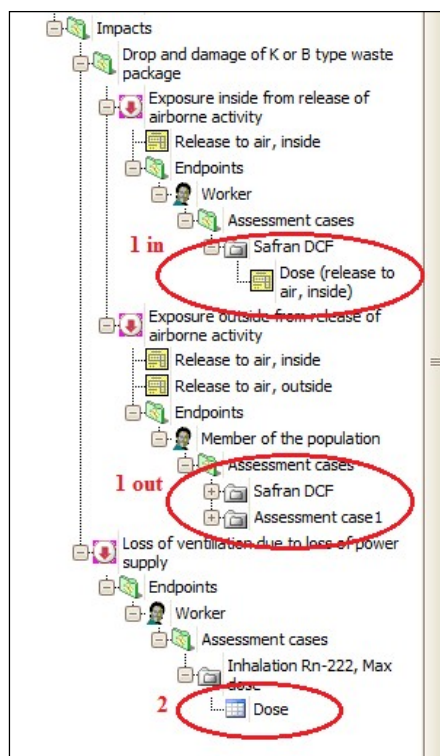 Impacts
Drop and damage of K or B type waste
package
Exposure inside from release of
airborne activity
Release to air, inside
Endpoints
Worker
Assessment cases
1 in
Safran DCF
Dose (release to
air, inside)
Exposure outside from release of
airborne activity
Release to air, inside
Release to air, outside
Endpoints
Member of the population
Assessment cases
1 out
Safran DCF
Assessment case1
Loss of ventilation due to loss of power
supply
Endpoints
Worker
Assessment cases
Inhalation Rn-222, Max
dose
2
Dose